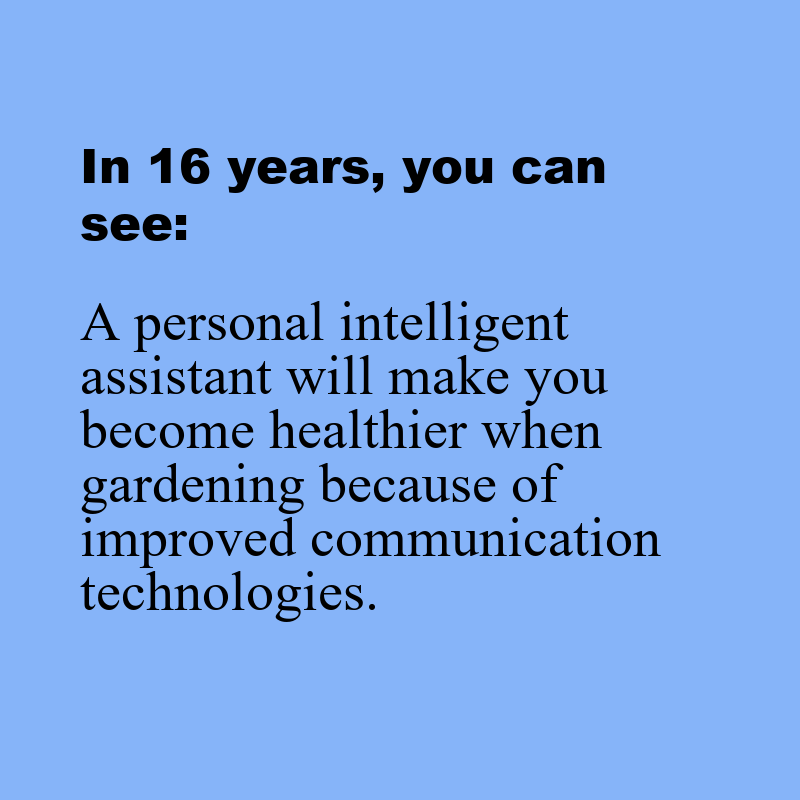 In 16 years, you can
see:
A personal intelligent
assistant will make you
become healthier when
gardening because of
improved communication
technologies.